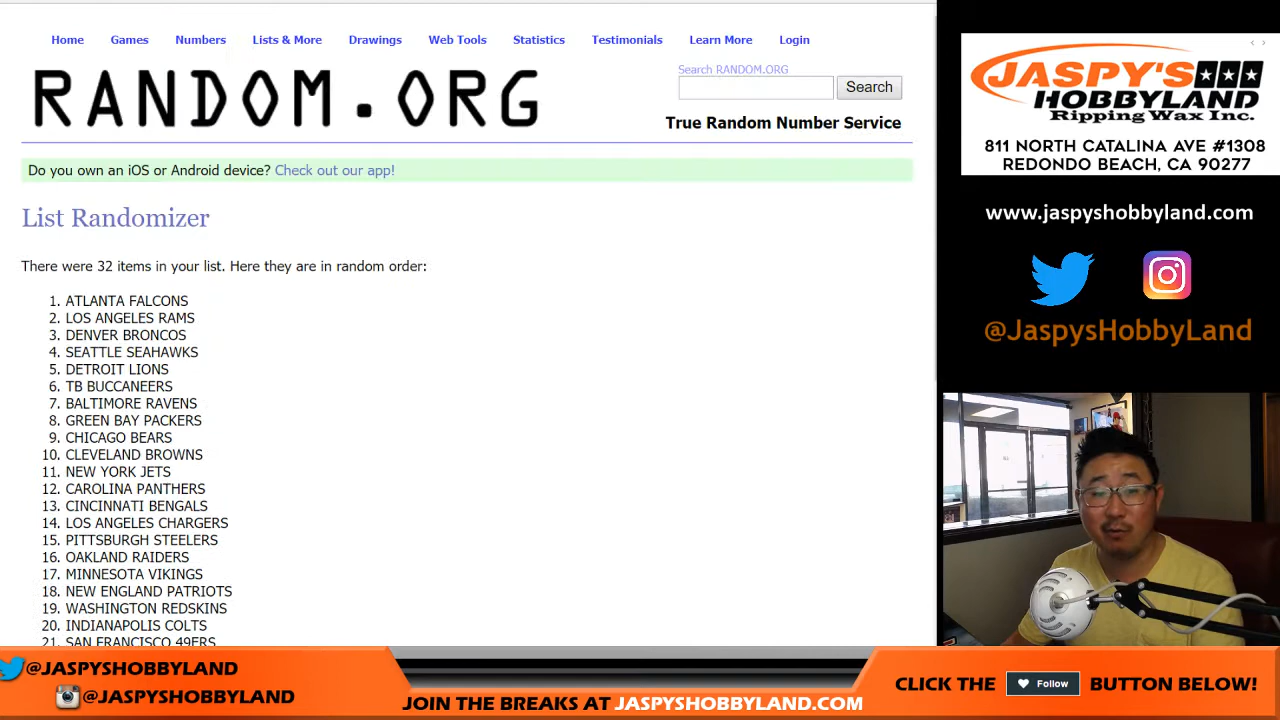 Home Games Numbers Lists & More Drawings Web Tools Statistics Testimonials Learn More Login
RANDOM.ORG
Search RANDOM.ORG
Search
True Random Number Service
Do you own an iOS or Android device? Check out our app!
List Randomizer
There were 32 items in your list. Here they are in random order:
1. ATLANTA FALCONS
2. LOS ANGELES RAMS
3. DENVER BRONCOS
4. SEATTLE SEAHAWKS
5. DETROIT LIONS
6. TB BUCCANEERS
7. BALTIMORE RAVENS
8. GREEN BAY PACKERS
9. CHICAGO BEARS
10. CLEVELAND BROWNS
11. NEW YORK JETS
12. CAROLINA PANTHERS
13. CINCINNATI BENGALS
14. LOS ANGELES CHARGERS
15. PITTSBURGH STEELERS
16. OAKLAND RAIDERS
17. MINNESOTA VIKINGS
18. NEW ENGLAND PATRIOTS
19. WASHINGTON REDSKINS
20. INDIANAPOLIS COLTS
21. SAN FRANCISCO 49ERS
JASPY'S
HOBBYLAND
Ripping Wax Inc.
811 NORTH CATALINA AVE #1308
REDONDO BEACH, CA 90277
www.jaspyshobbyland.com
@JaspysHobbyLand
@JASPYSHOBBYLAND
@JASPYSHOBBYLAND
JOIN THE BREAKS AT JASPYSHOBBYLAND.COM
CLICK THE Follow BUTTON BELOW!